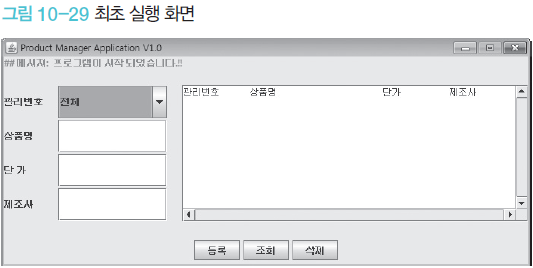 그림 10-29 최초 실행 화면
Product Manager Application V1.0
## 메시지: 프로그램이 시작 되었습니다.!!
관리번호 전체
상품명
단 가
제조사
관리번호 상품명 단가 제조사
등록 조회 삭제